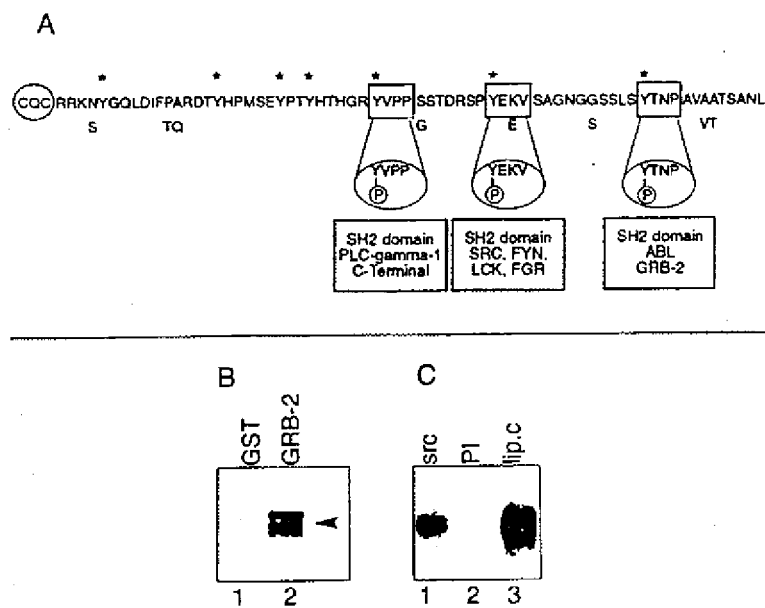 A
* * * * * * *
CQC RRKNYGQLDIFPARDTYHPMSEYPTYHTHGR YVPP SSTDRSP YEKV SAGNGGSSLS YTNP AVAATSANL
S TQ G E S VT
YVPP YEKV YTNP
P P P
SH2 domain
PLC-gamma-1
C-Terminal
SH2 domain
SRC, FYN,
LCK, FGR
SH2 domain
ABL
GRB-2
B
GST
GRB-2
1 2
C
src
PI
lip.c
1 2 3